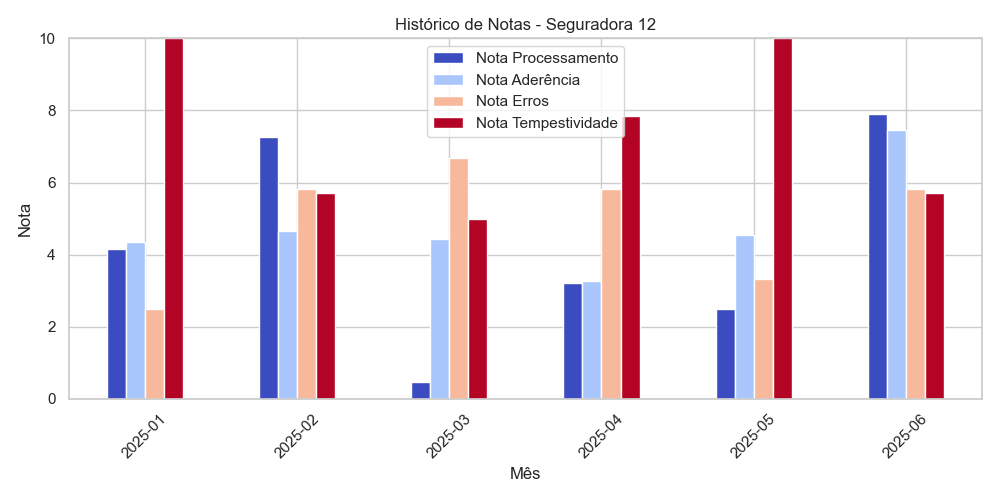 Histórico de Notas - Seguradora 12
Nota Processamento
Nota Aderência
Nota Erros
Nota Tempestividade
Nota
10
8
6
4
2
0
2025-01
2025-02
2025-03
2025-04
2025-05
2025-06
Mês